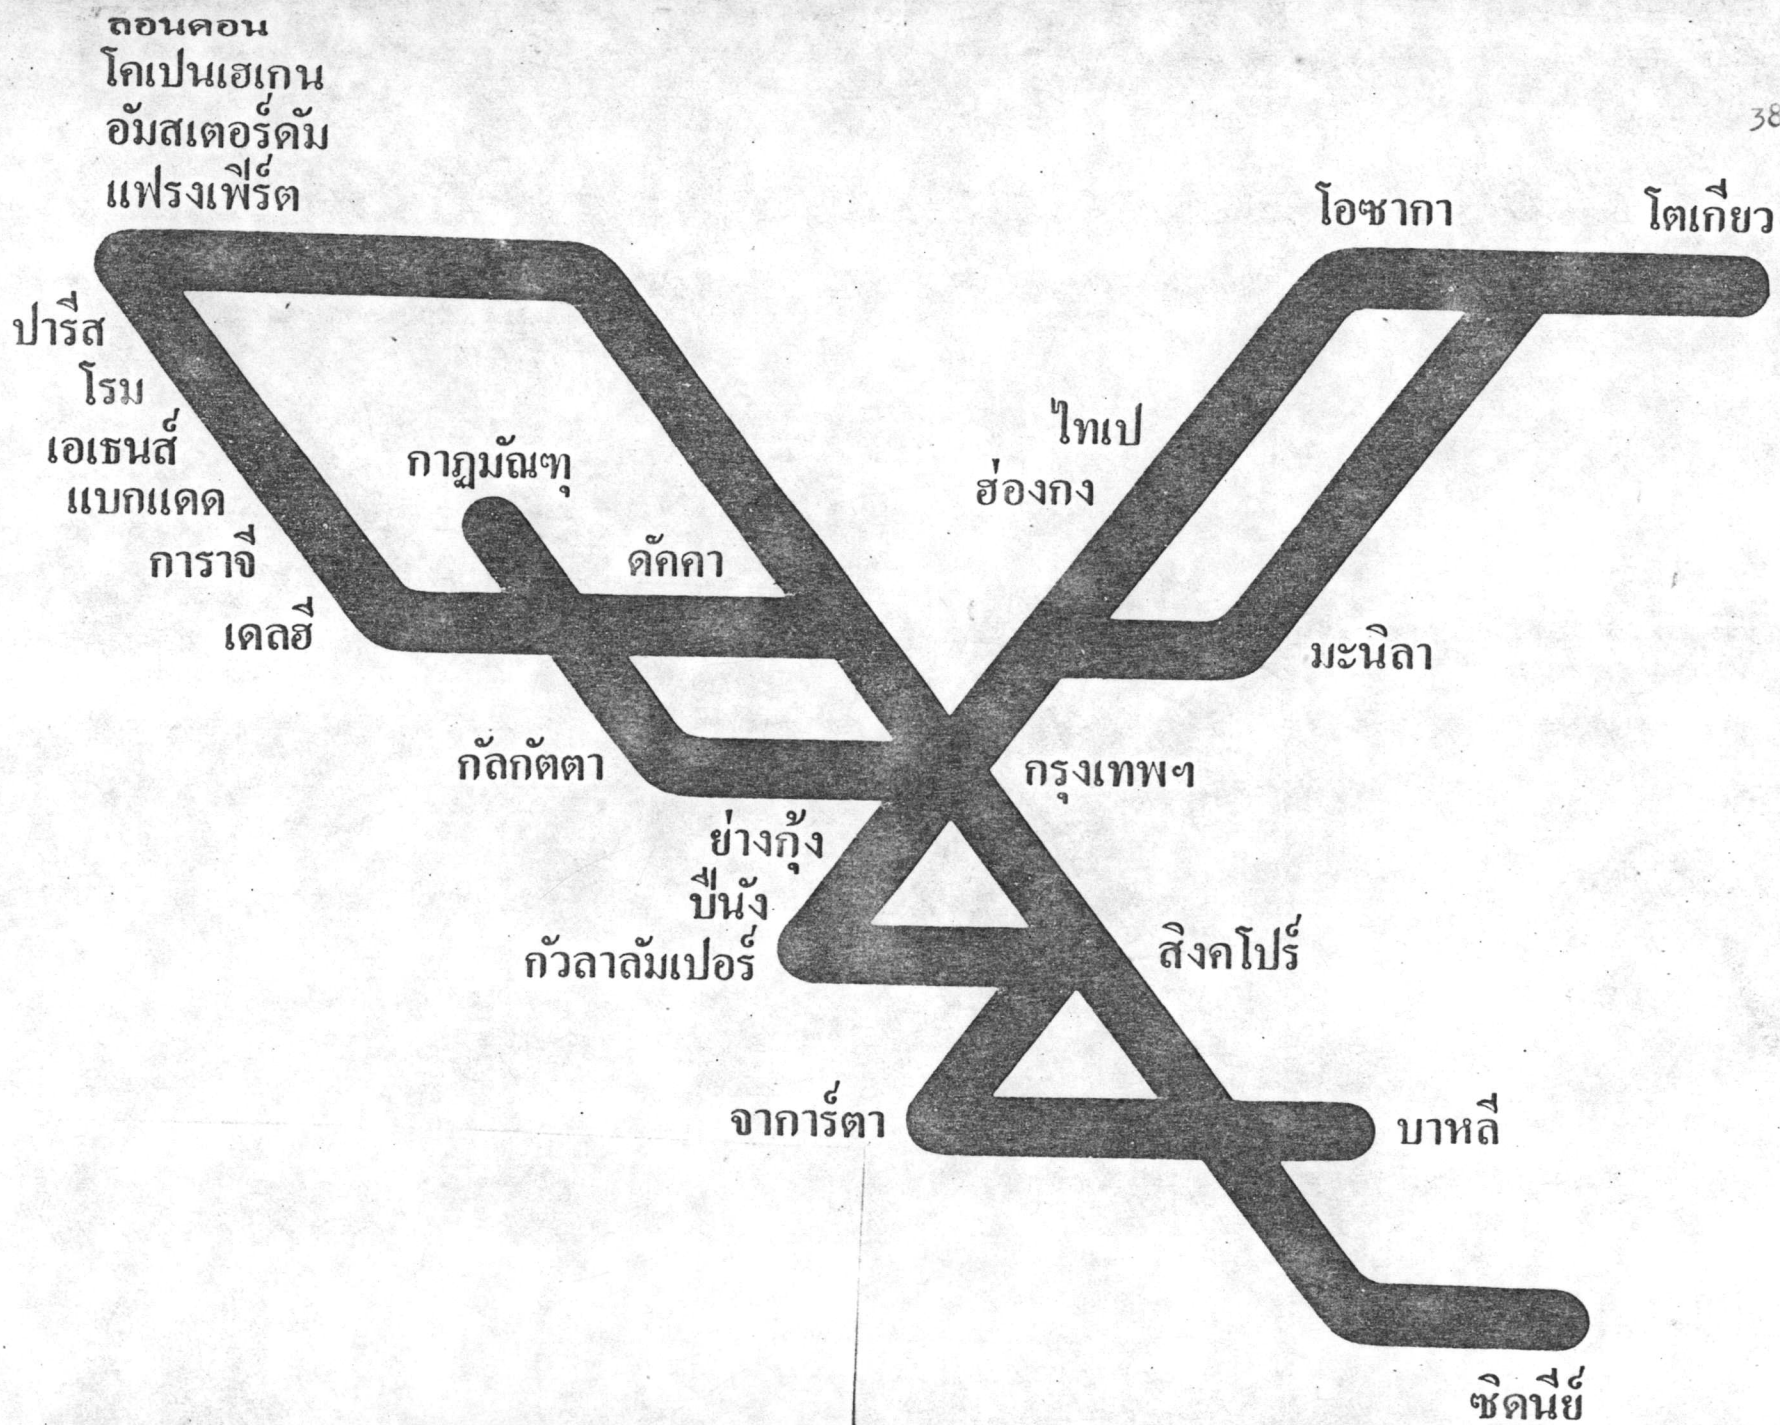 ลอนดอน
โคเปนเฮเกน
อัมสเตอร์ดัม
แฟรงเฟิร์ต
38
โอซากา
โตเกียว
ปารีส
โรม
เอเธนส์
แบกแดด
การาจี
เดลฮี
กาฏมัณฑุ
ดัคคา
ไทเป
ฮ่องกง
มะนิลา
กัลกัตตา
กรุงเทพฯ
ย่างกุ้ง
ปีนัง
กัวลาลัมเปอร์
สิงคโปร์
จาการ์ตา
บาหลี
ซิดนีย์